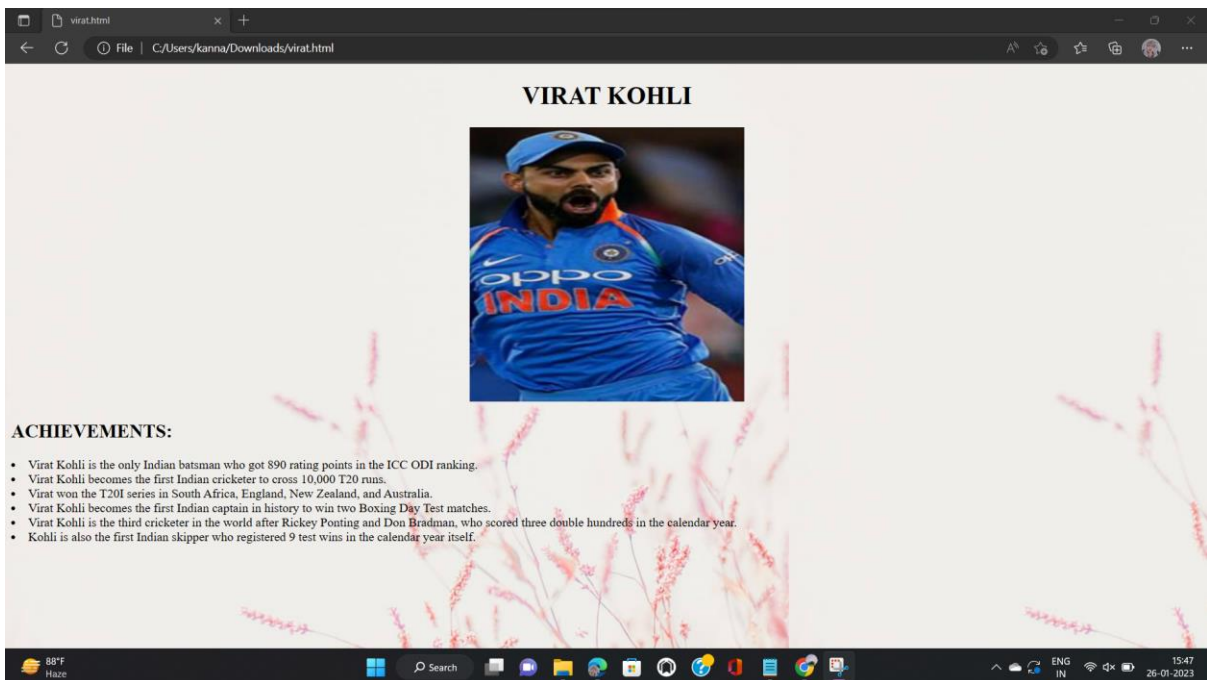 virat.html
File | C:/Users/kanna/Downloads/virat.html
VIRAT KOHLI
oppo
INDIA
ACHIEVEMENTS:
• Virat Kohli is the only Indian batsman who got 890 rating points in the ICC ODI ranking.
• Virat Kohli becomes the first Indian cricketer to cross 10,000 T20 runs.
• Virat won the T20I series in South Africa, England, New Zealand, and Australia.
• Virat Kohli becomes the first Indian captain in history to win two Boxing Day Test matches.
• Virat Kohli is the third cricketer in the world after Rickey Ponting and Don Bradman, who scored three double hundreds in the calendar year.
• Kohli is also the first Indian skipper who registered 9 test wins in the calendar year itself.
88°F
Haze
Search
ENG
IN
15:47
26-01-2023